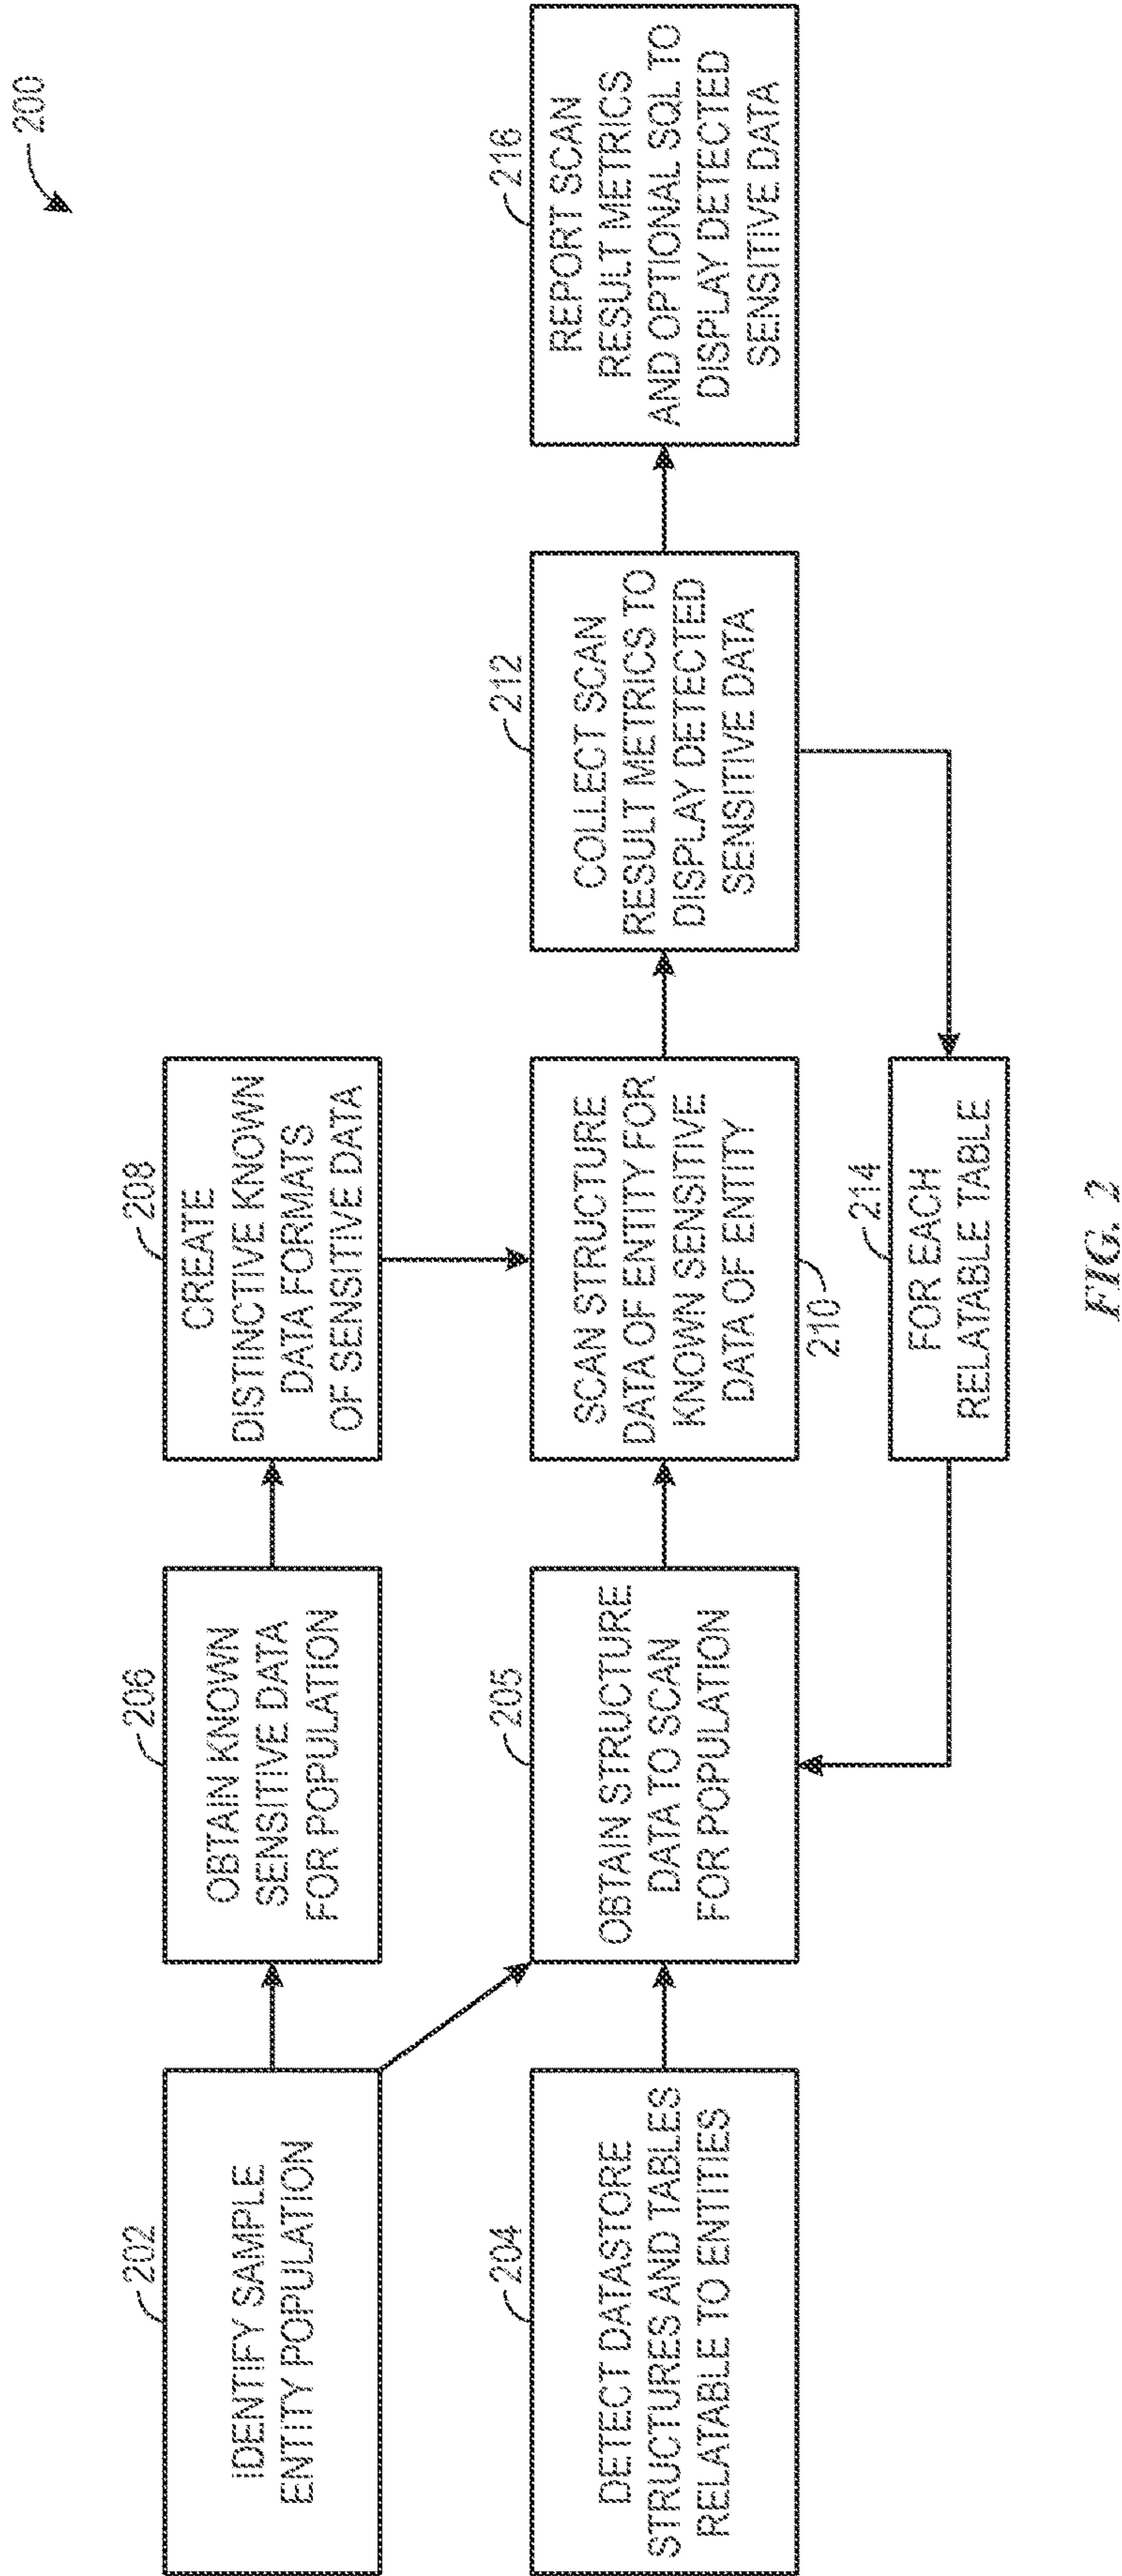 200
202
IDENTIFY SAMPLE
ENTITY POPULATION
206
OBTAIN KNOWN
SENSITIVE DATA
FOR POPULATION
208
CREATE
DISTINCTIVE KNOWN
DATA FORMATS
OF SENSITIVE DATA
204
DETECT DATASTORE
STRUCTURES AND TABLES
RELATABLE TO ENTITIES
205
OBTAIN STRUCTURE
DATA TO SCAN
FOR POPULATION
SCAN STRUCTURE
DATA OF ENTITY FOR
KNOWN SENSITIVE
DATA OF ENTITY
210
212
COLLECT SCAN
RESULT METRICS TO
DISPLAY DETECTED
SENSITIVE DATA
216
REPORT SCAN
RESULT METRICS
AND OPTIONAL SQL TO
DISPLAY DETECTED
SENSITIVE DATA
214
FOR EACH
RELATABLE TABLE
FIG. 2